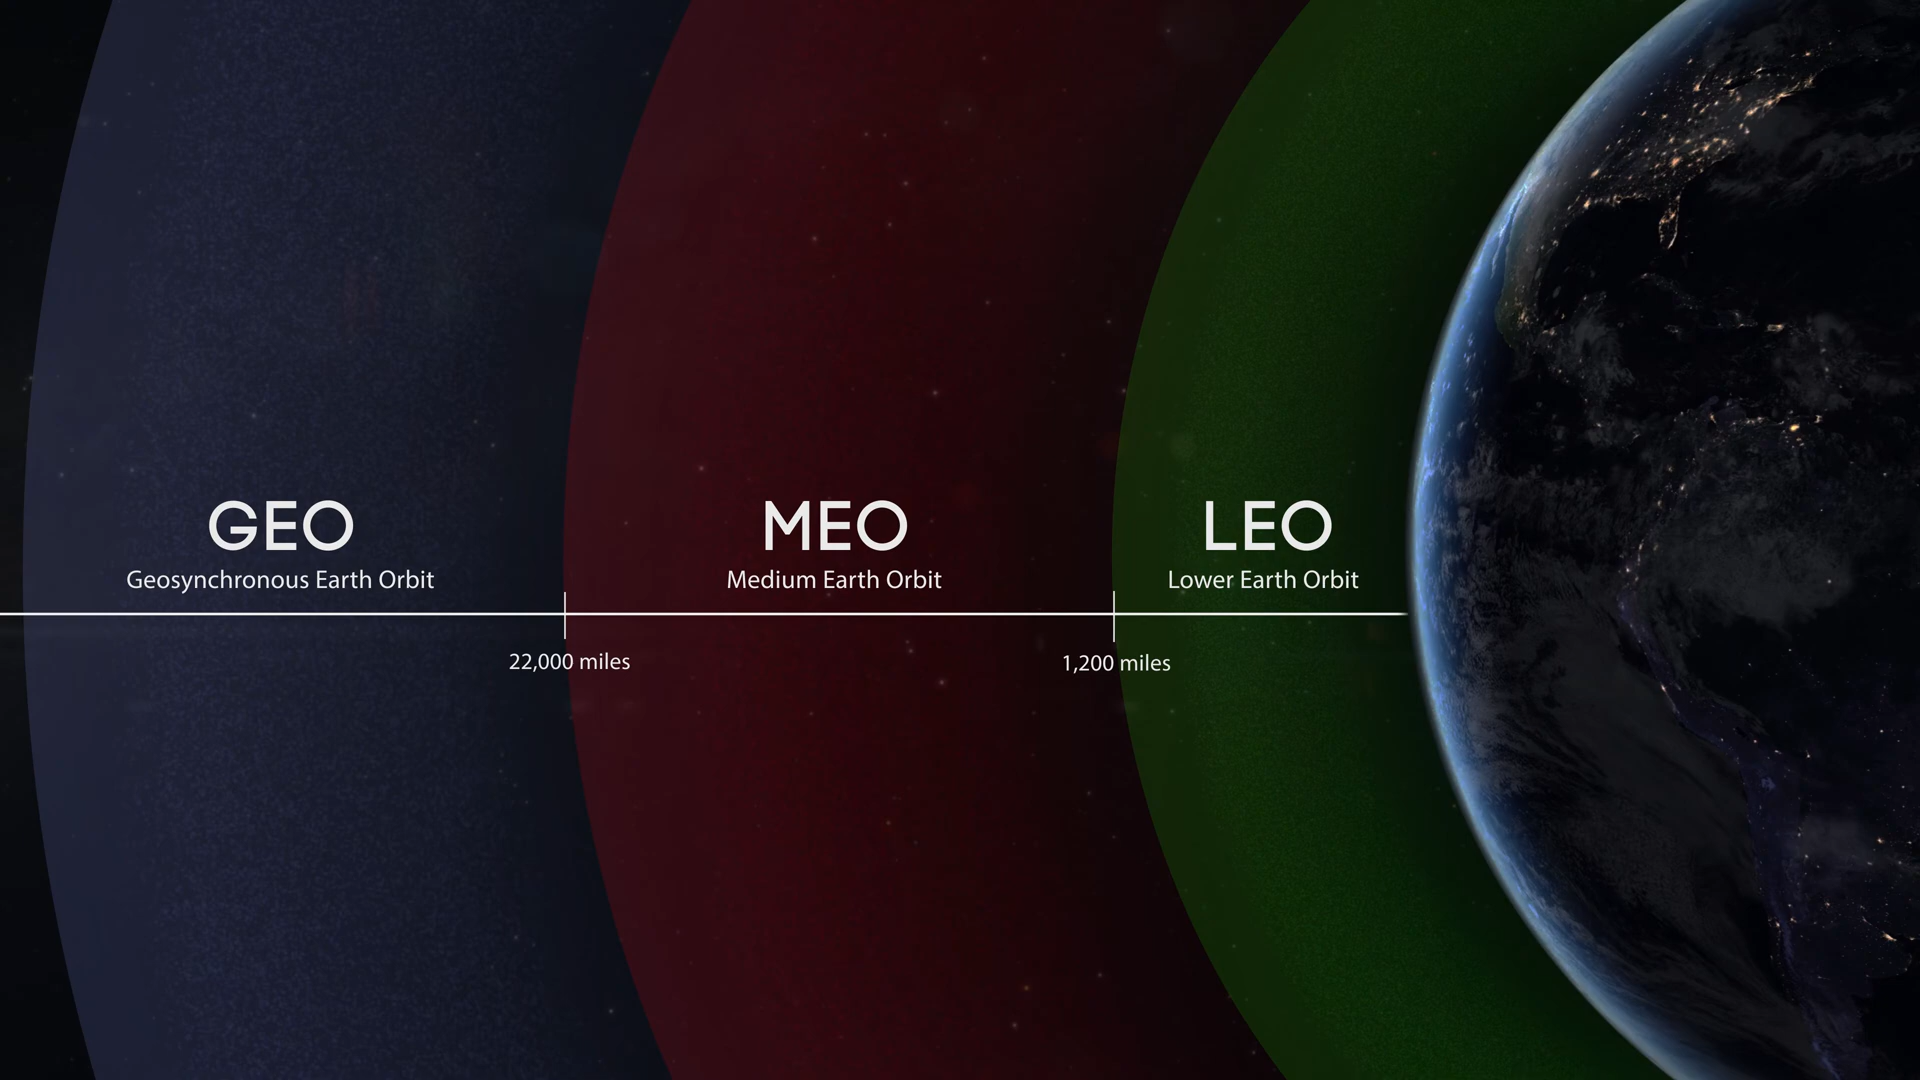 GEO
Geosynchronous Earth Orbit
MEO
Medium Earth Orbit
LEO
Lower Earth Orbit
22,000 miles
1,200 miles